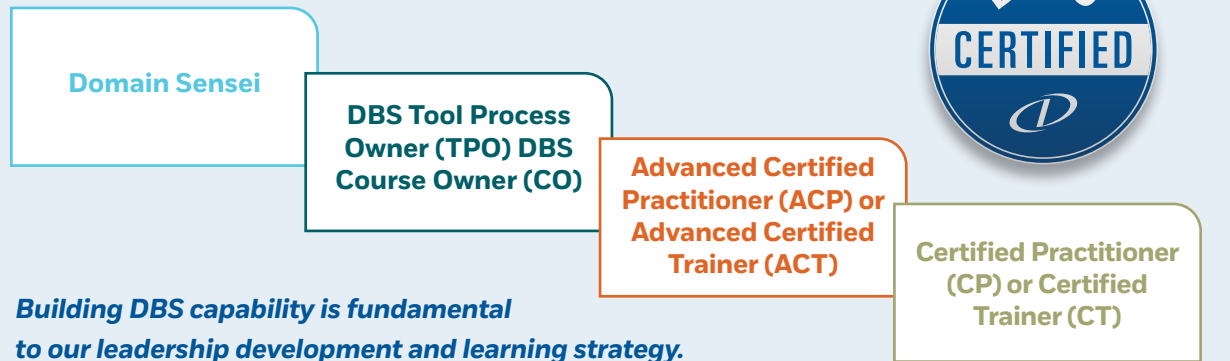 Domain Sensei
DBS Tool Process
Owner (TPO) DBS
Course Owner (CO)
Advanced Certified
Practitioner (ACP) or
Advanced Certified
Trainer (ACT)
Certified Practitioner
(CP) or Certified
Trainer (CT)
CERTIFIED
Building DBS capability is fundamental
to our leadership development and learning strategy.